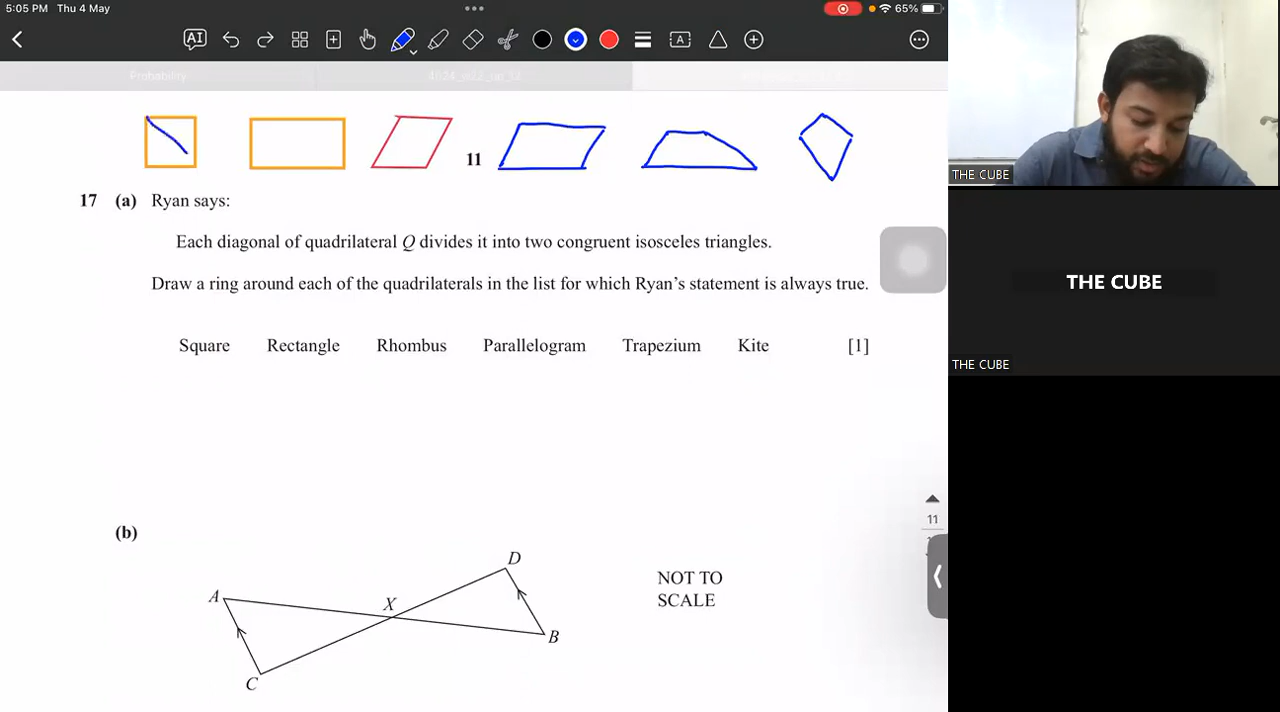 5:05 PM Thu 4 May
65%
AI
A
Probability
11
17 (a) Ryan says:
Each diagonal of quadrilateral Q divides it into two congruent isosceles triangles.
Draw a ring around each of the quadrilaterals in the list for which Ryan's statement is always true.
Square Rectangle Rhombus Parallelogram Trapezium Kite [1]
(b)
D
A
X
B
C
NOT TO
SCALE
11
THE CUBE
THE CUBE
THE CUBE